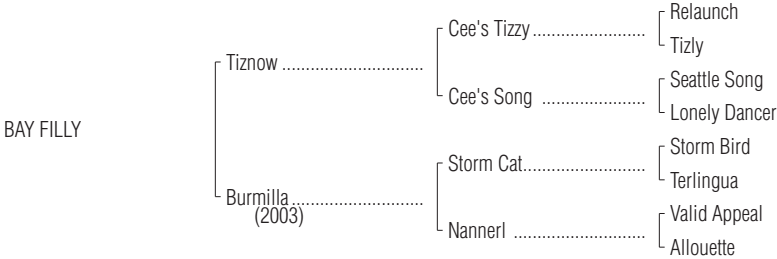 Relaunch
Cee's Tizzy..........................
Tizly
Tiznow ................................
Seattle Song
Cee's Song ........................
Lonely Dancer
BAY FILLY
Storm Bird
Storm Cat............................
Terlingua
Burmilla..............................
(2003)
Valid Appeal
Nannerl ..............................
Allouette